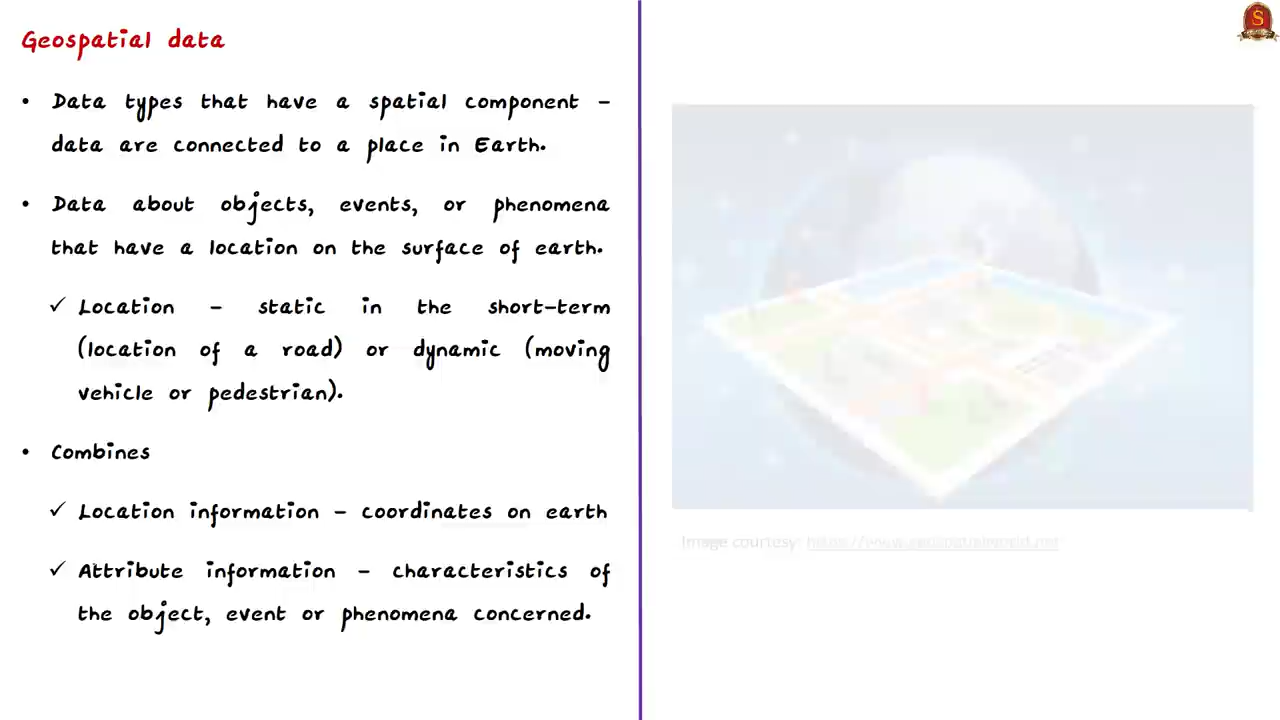 Geospatial data
• Data types that have a spatial component –
data are connected to a place in Earth.
• Data about objects, events, or phenomena
that have a location on the surface of earth.
✓ Location – static in the short-term
(location of a road) or dynamic (moving
vehicle or pedestrian).
• Combines
✓ Location information – coordinates on earth
✓ Attribute information – characteristics of
the object, event or phenomena concerned.
S
Image courtesy: